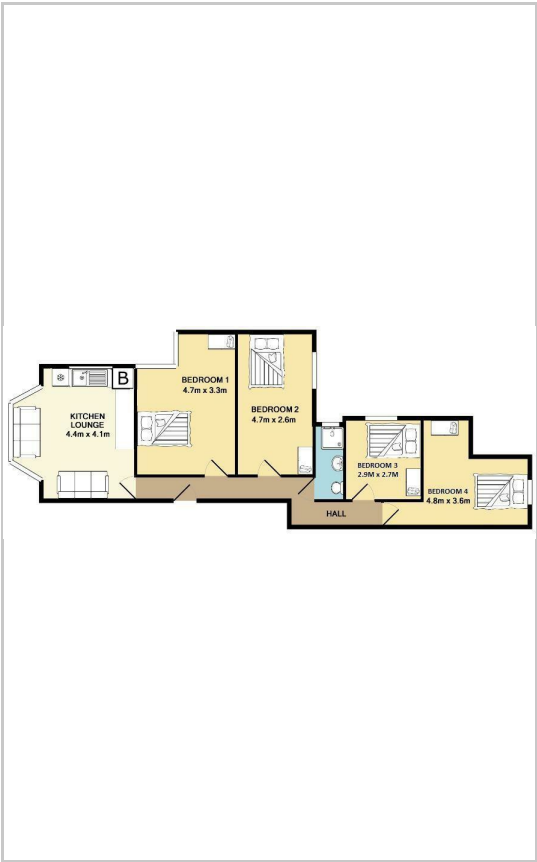 B
KITCHEN
LOUNGE
4.4m x 4.1m
BEDROOM 1
4.7m x 3.3m
BEDROOM 2
4.7m x 2.6m
BEDROOM 3
2.9M x 2.7M
BEDROOM 4
4.8m x 3.6m
HALL